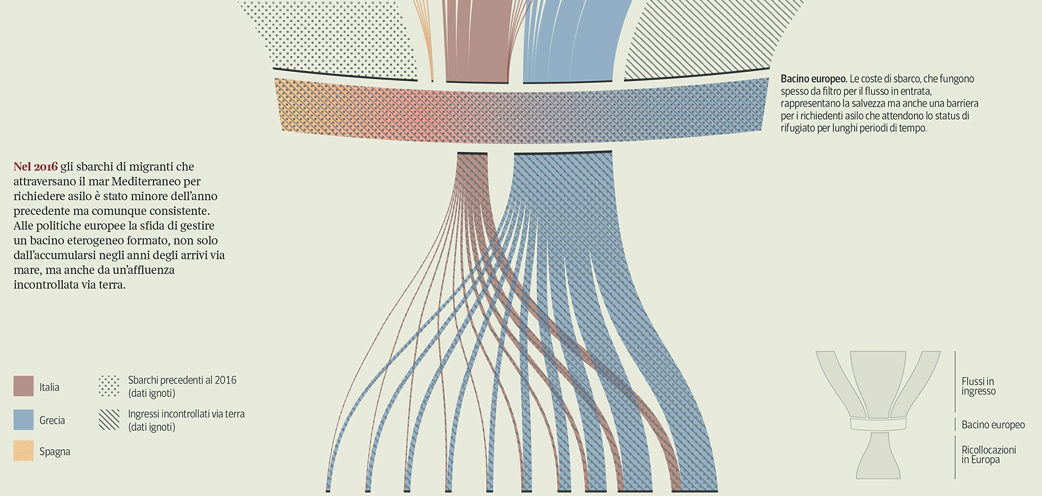 Bacino europeo. Le coste di sbarco, che fungono
spesso da filtro per il flusso in entrata,
rappresentano la salvezza ma anche una barriera
per i richiedenti asilo che attendono lo status di
rifugiato per lunghi periodi di tempo.
Nel 2016 gli sbarchi di migranti che
attraversano il mar Mediterraneo per
richiedere asilo è stato minore dell'anno
precedente ma comunque consistente.
Alle politiche europee la sfida di gestire
un bacino eterogeneo formato, non solo
dall'accumularsi negli anni degli arrivi via
mare, ma anche da un'affluenza
incontrollata via terra.
Italia
Grecia
Spagna
Sbarchi precedenti al 2016
(dati ignoti)
Ingressi incontrollati via terra
(dati ignoti)
Flussi in
ingresso
Bacino europeo
Ricollocazioni
in Europa